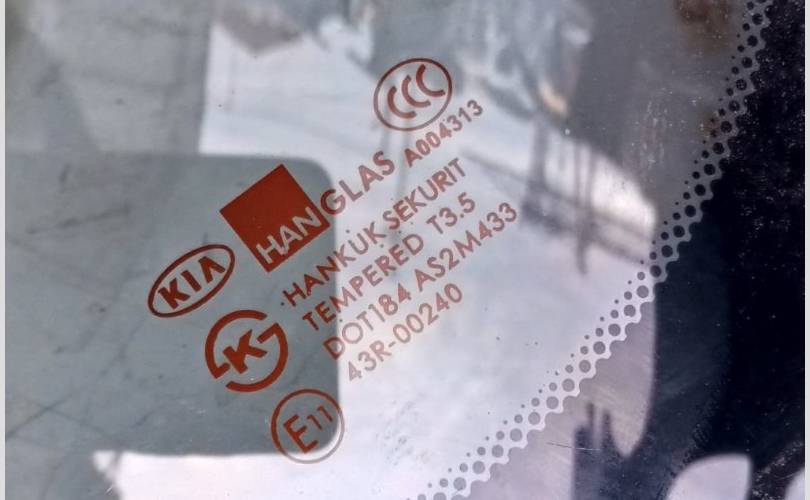 CCC
HANGLAS A004313
KIA
HANKUK SEKURIT
TEMPERED T3.5
DOT184 AS2M433
43R-00240
K
E11